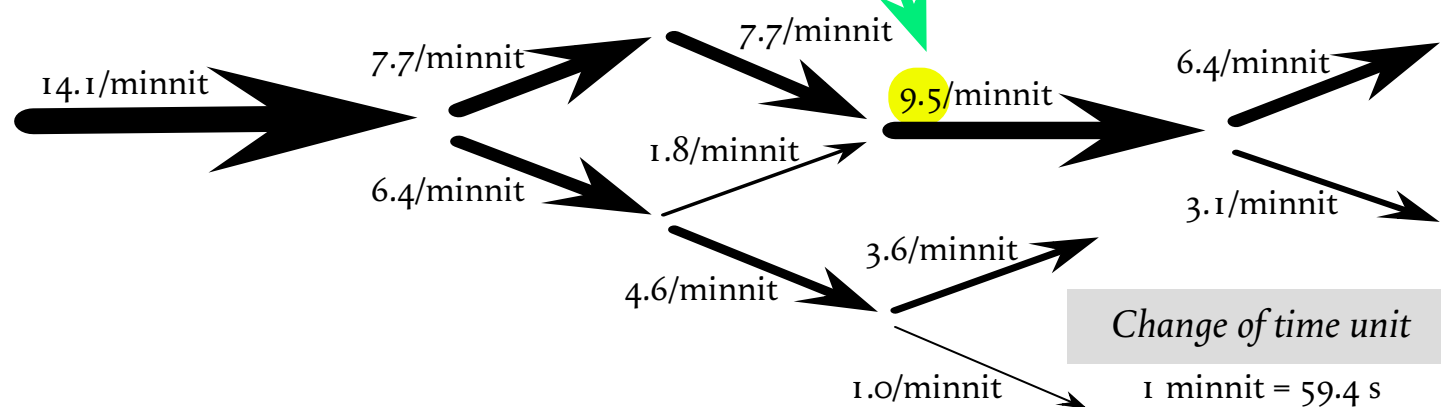 7.7/minnit
7.7/minnit
14.1/minnit
9.5/minnit
6.4/minnit
1.8/minnit
6.4/minnit
3.1/minnit
3.6/minnit
4.6/minnit
Change of time unit
1.0/minnit
1 minnit = 59.4 s